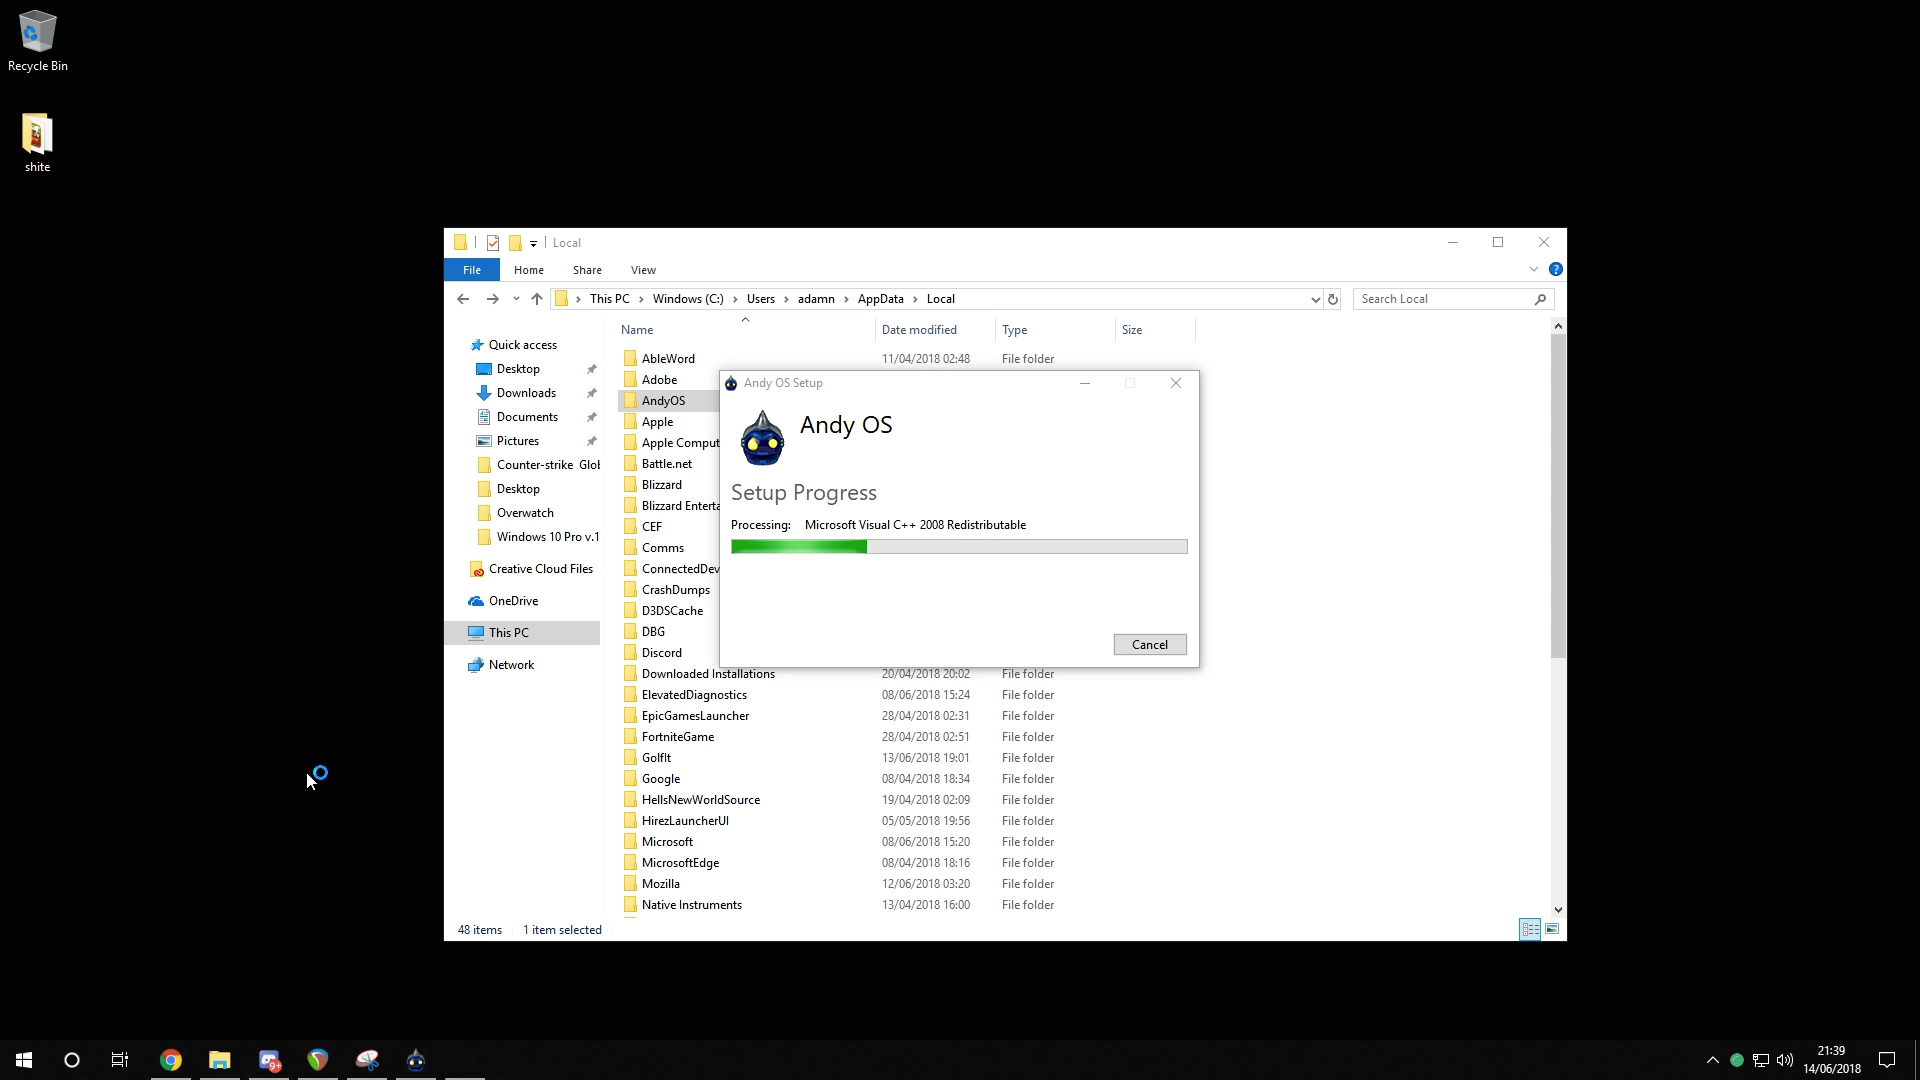 Recycle Bin
shite
Local
File Home Share View
This PC Windows (C:) Users adamn AppData Local
Search Local
Name Date modified Type Size
Quick access
Desktop
Downloads
Documents
Pictures
Counter-strike Glol
Desktop
Overwatch
Windows 10 Pro v.1
Creative Cloud Files
OneDrive
This PC
Network
AbleWord 11/04/2018 02:48 File folder
Adobe
AndyOS
Apple
Apple Comput
Battle.net
Blizzard
Blizzard Enterta
CEF
Comms
ConnectedDev
CrashDumps
D3DSCache
DBG
Discord
Downloaded Installations 20/04/2018 20:02 File folder
ElevatedDiagnostics 08/06/2018 15:24 File folder
EpicGamesLauncher 28/04/2018 02:31 File folder
FortniteGame 28/04/2018 02:51 File folder
GolfIt 13/06/2018 19:01 File folder
Google 08/04/2018 18:34 File folder
HellsNewWorldSource 19/04/2018 02:09 File folder
HirezLauncherUI 05/05/2018 19:56 File folder
Microsoft 08/06/2018 15:20 File folder
MicrosoftEdge 08/04/2018 18:16 File folder
Mozilla 12/06/2018 03:20 File folder
Native Instruments 13/04/2018 16:00 File folder
48 items 1 item selected
Andy OS Setup
Andy OS
Setup Progress
Processing: Microsoft Visual C++ 2008 Redistributable
Cancel
9+
21:39
14/06/2018